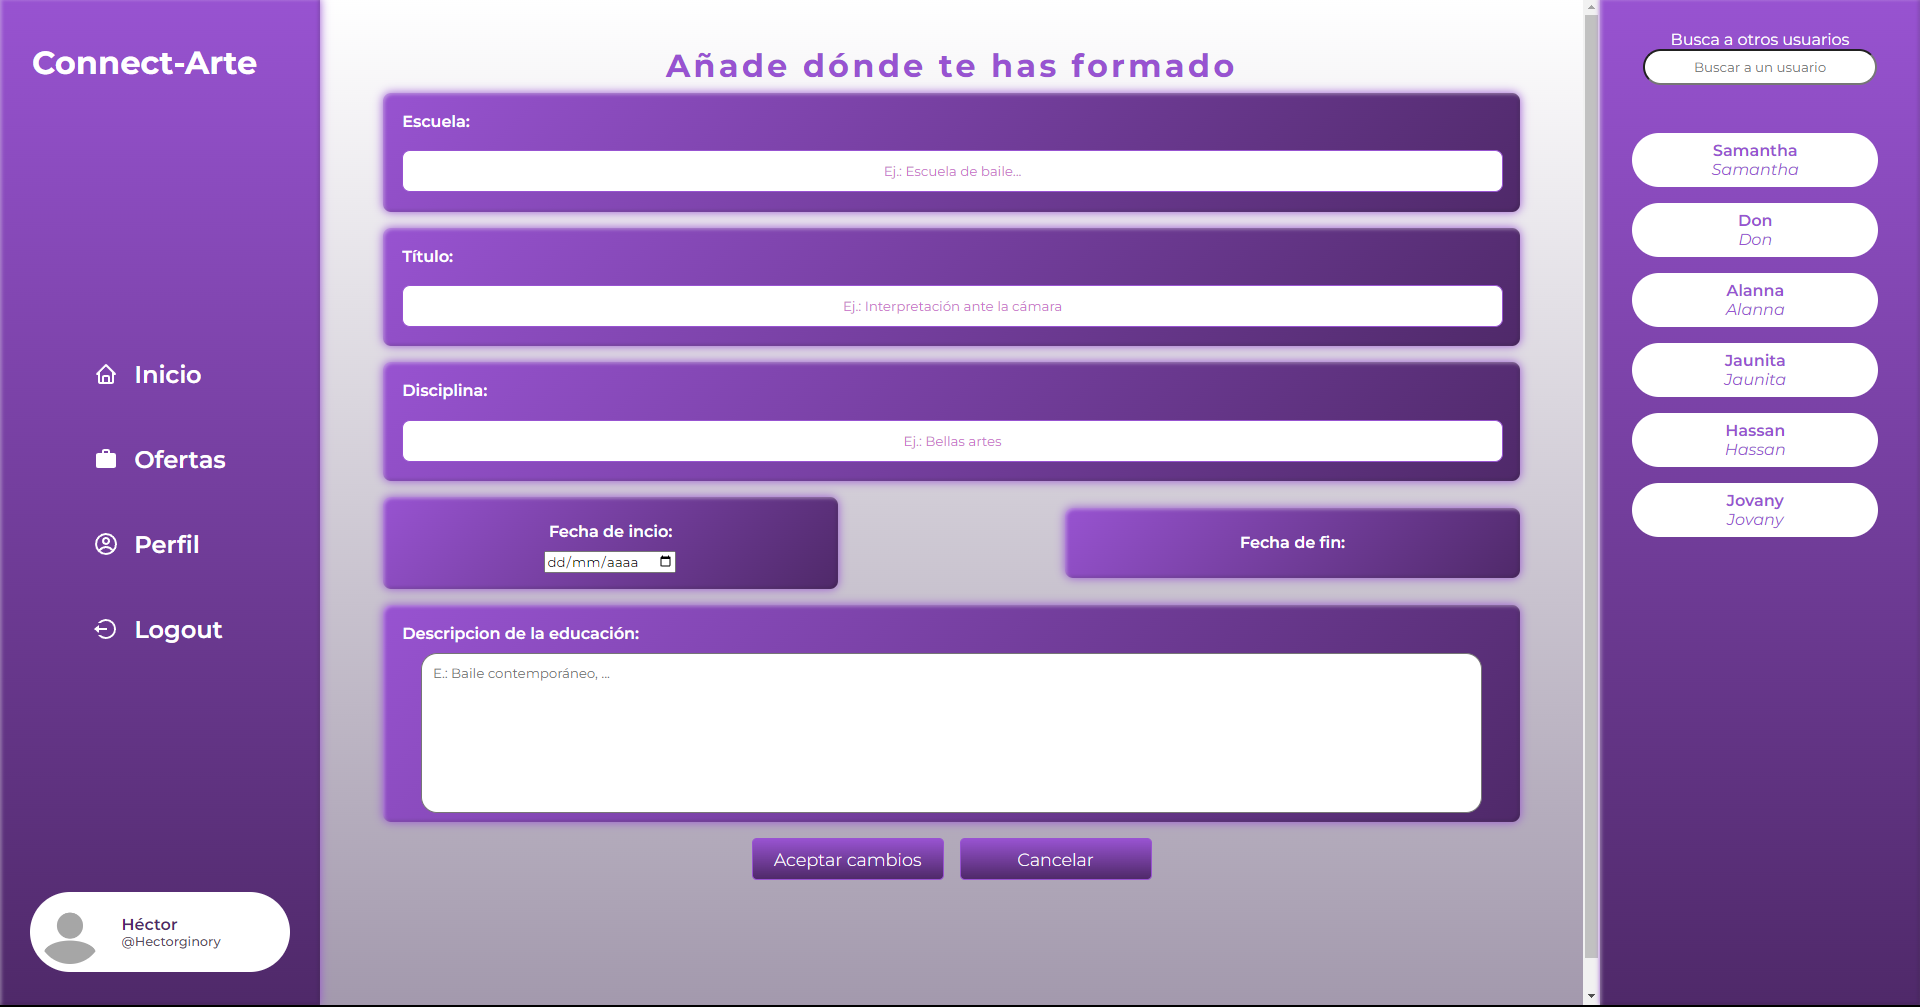 Connect-Arte
Inicio
Ofertas
Perfil
Logout
Héctor
@Hectorginory
Añade dónde te has formado
Escuela:
Ej.: Escuela de baile...
Título:
Ej.: Interpretación ante la cámara
Disciplina:
Ej.: Bellas artes
Fecha de incio:
dd/mm/aaaa
Fecha de fin:
Descripcion de la educación:
E.: Baile contemporáneo, ...
Aceptar cambios
Cancelar
Busca a otros usuarios
Buscar a un usuario
Samantha
Samantha
Don
Don
Alanna
Alanna
Jaunita
Jaunita
Hassan
Hassan
Jovany
Jovany